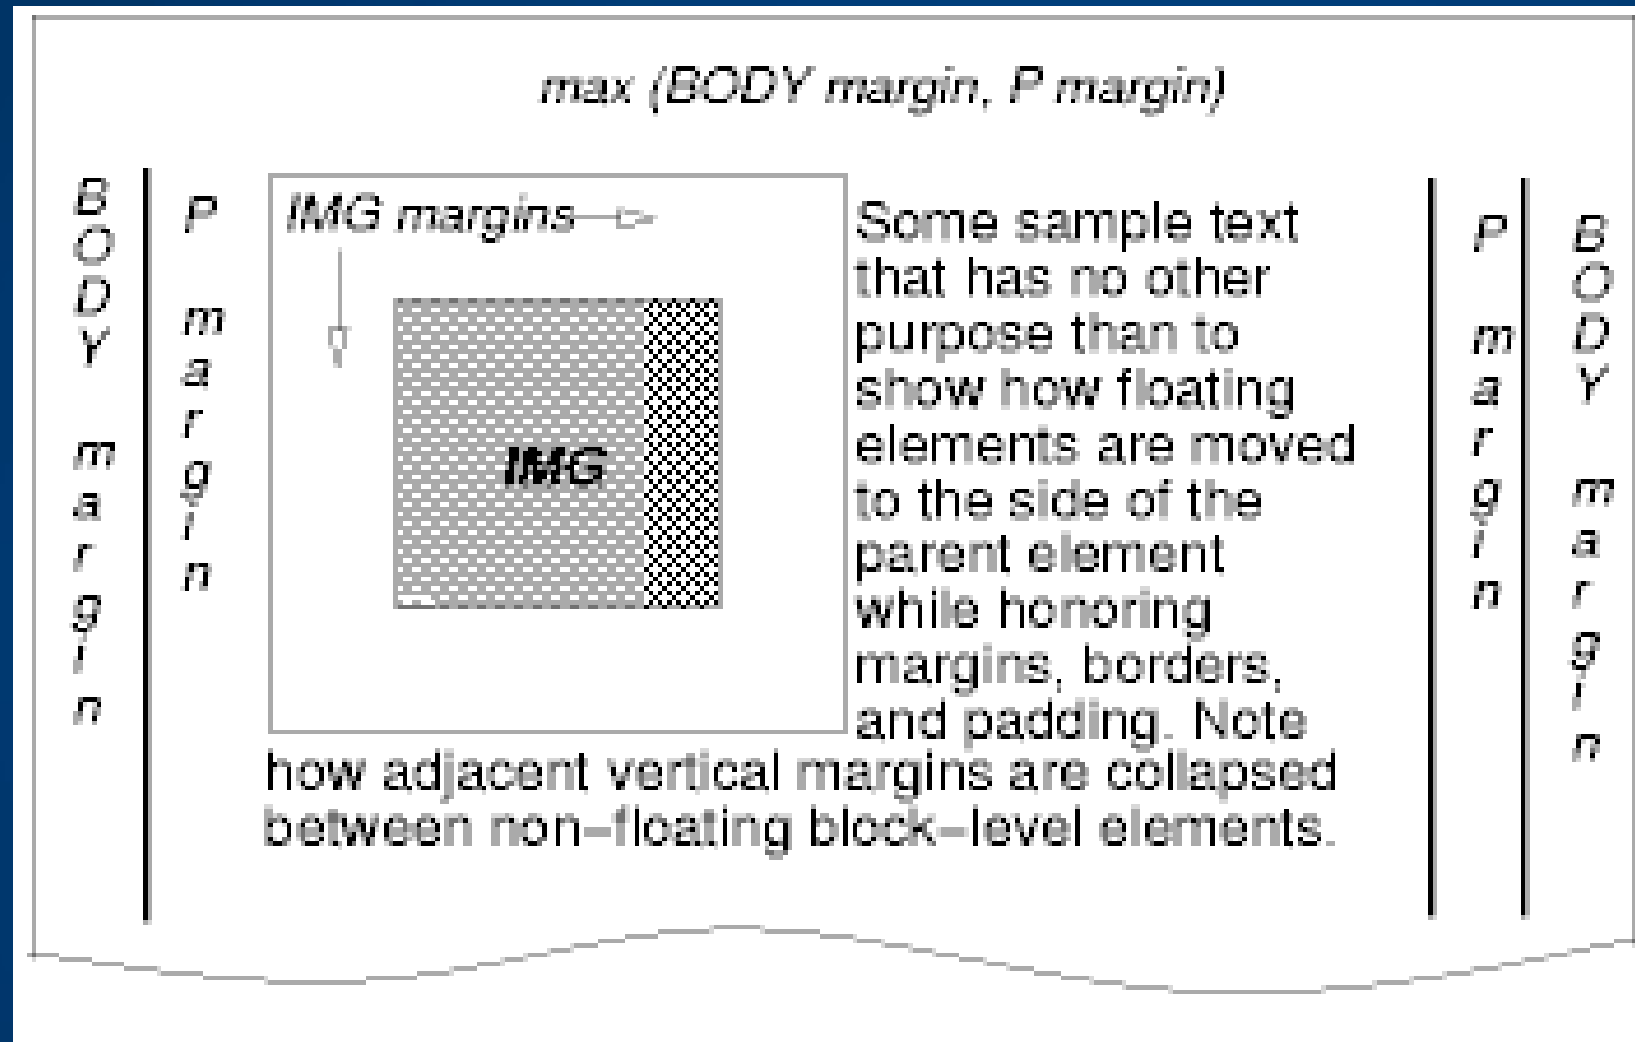 max (BODY margin, P margin)
BODY margin
P margin
IMG margins
IMG
Some sample text
that has no other
purpose than to
show how floating
elements are moved
to the side of the
parent element
while honoring
margins, borders,
and padding. Note
how adjacent vertical margins are collapsed
between non-floating block-level elements.
P margin
BODY margin